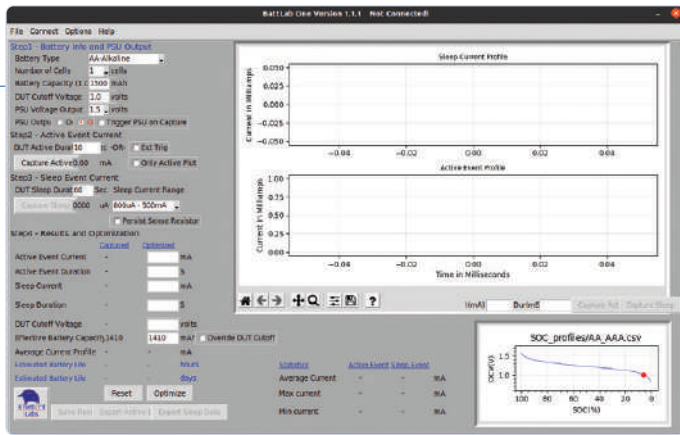 BattLab One Version 1.1.1 Not Connected!
File Connect Options Help
Step1 - Battery Info and PSU Output
Battery Type AA-Alkaline
Number of Cells 1 cells
Battery Capacity (1 C 1500 mAh
DUT Cutoff Voltage 1.0 volts
PSU Voltage Output 1.5 volts
PSU Outpu Trigger PSU on Capture
Step2 - Active Event Current
DUT Active Durat 10 -OR- Ext Trig
Capture Active 0.00 mA Only Active Plot
Step3 - Sleep Event Current
DUT Sleep Durat 60 Sec Sleep Current Range
Capture Sleep 0000 uA 800uA - 500mA
Persist Sense Resistor
Step4 - Results and Optimization
Captured Optimized
Active Event Current - mA
Active Event Duration - S
Sleep Current - mA
Sleep Duration - S
DUT Cutoff Voltage - volts
Effective Battery Capacity 1410 1410 mAh Override DUT Cutoff
Average Current Profile - - mA
Estimated Battery Life - - hours
Estimated Battery Life - - days
Reset Optimize
LABS Export Sleep Data
Sleep Current Profile
Current in Milliamps
0.050
0.025
0.000
−0.025
−0.050
−0.04 −0.02 0.00 0.02 0.04
Active Event Profile
Current in Milliamps
1.00
0.75
0.50
0.25
0.00
−0.04 −0.02 0.00 0.02 0.04
Time in Milliseconds
I(mA) Capture Act Capture Sleep
Statistics Active Event Sleep Event
Average Current - - mA
Max current - - mA
Min current - - mA
SOC_profiles/AA_AAA.csv
OCV(V)
1.5
1.0
100 80 60 40 20 0
SOC(%)